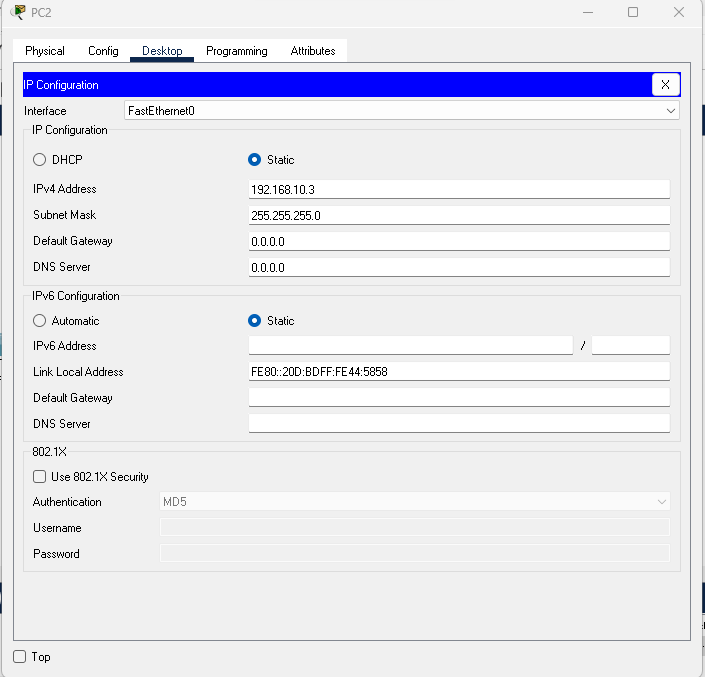 PC2
Physical Config Desktop Programming Attributes
IP Configuration X
Interface FastEthernet0
IP Configuration
DHCP Static
IPv4 Address 192.168.10.3
Subnet Mask 255.255.255.0
Default Gateway 0.0.0.0
DNS Server 0.0.0.0
IPv6 Configuration
Automatic Static
IPv6 Address /
Link Local Address FE80::20D:BDFF:FE44:5858
Default Gateway
DNS Server
802.1X
Use 802.1X Security
Authentication MD5
Username
Password
Top